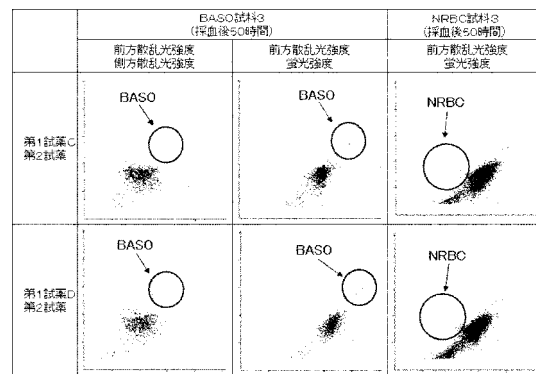 BASO試料3
(採血後50時間)
NRBC試料3
(採血後50時間)
前方散乱光強度
側方散乱光強度
前方散乱光強度
蛍光強度
前方散乱光強度
蛍光強度
第1試薬C
第2試薬
BASO
BASO
NRBC
第1試薬D
第2試薬
BASO
BASO
NRBC